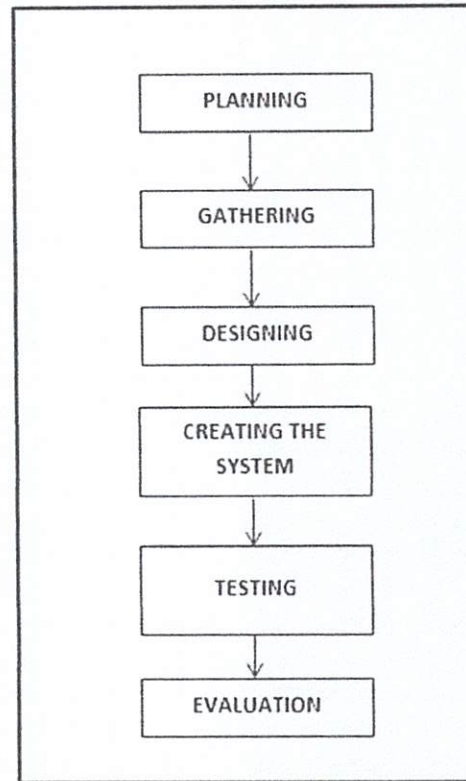 PLANNING
GATHERING
DESIGNING
CREATING THE
SYSTEM
TESTING
EVALUATION